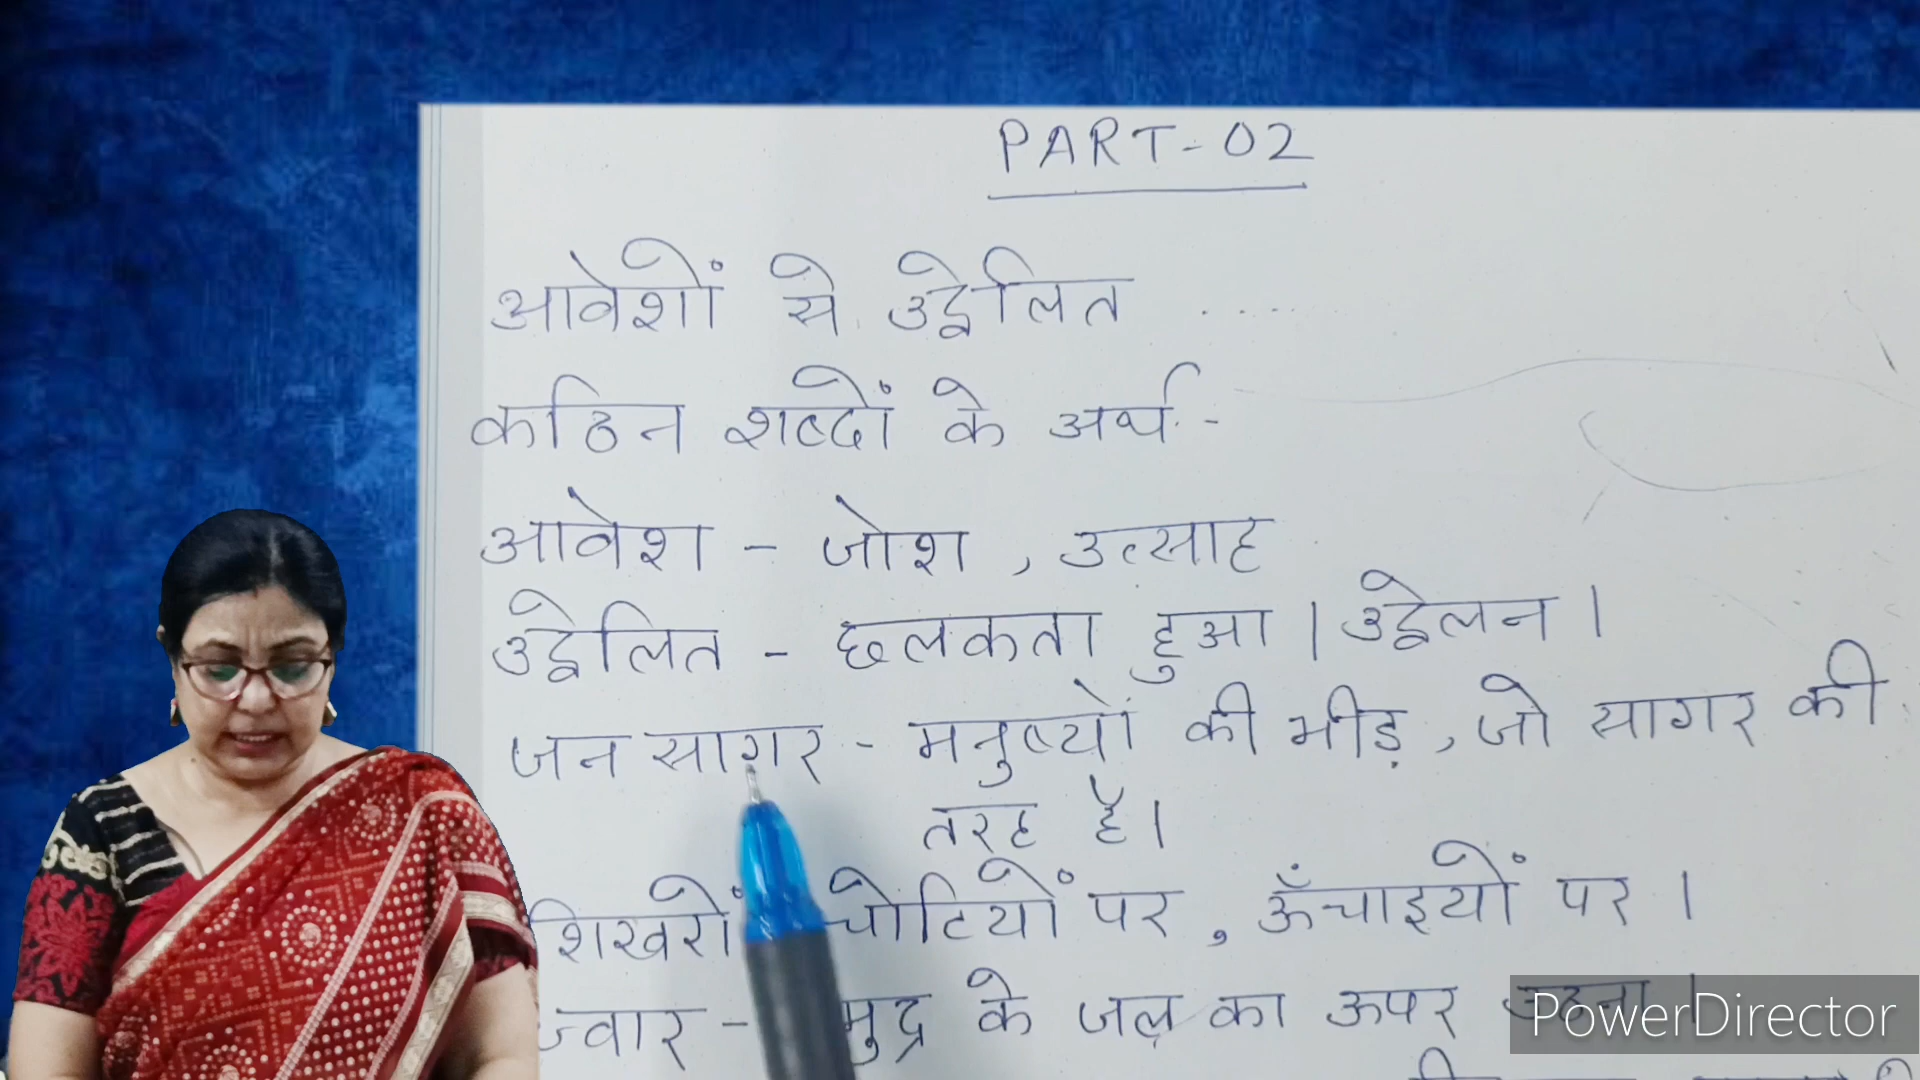 PART-02
आवेशों से उद्वेलित .....
कठिन शब्दों के अर्थ -
आवेश - जोश, उत्साह
उद्वेलित - छलकता हुआ। उद्वेलन।
जन सागर - मनुष्यों की भीड़, जो सागर की
तरह है।
शिखरों चोटियों पर, ऊँचाइयों पर।
ज्वार - मुद्र के जल का ऊपर उठना।
PowerDirector